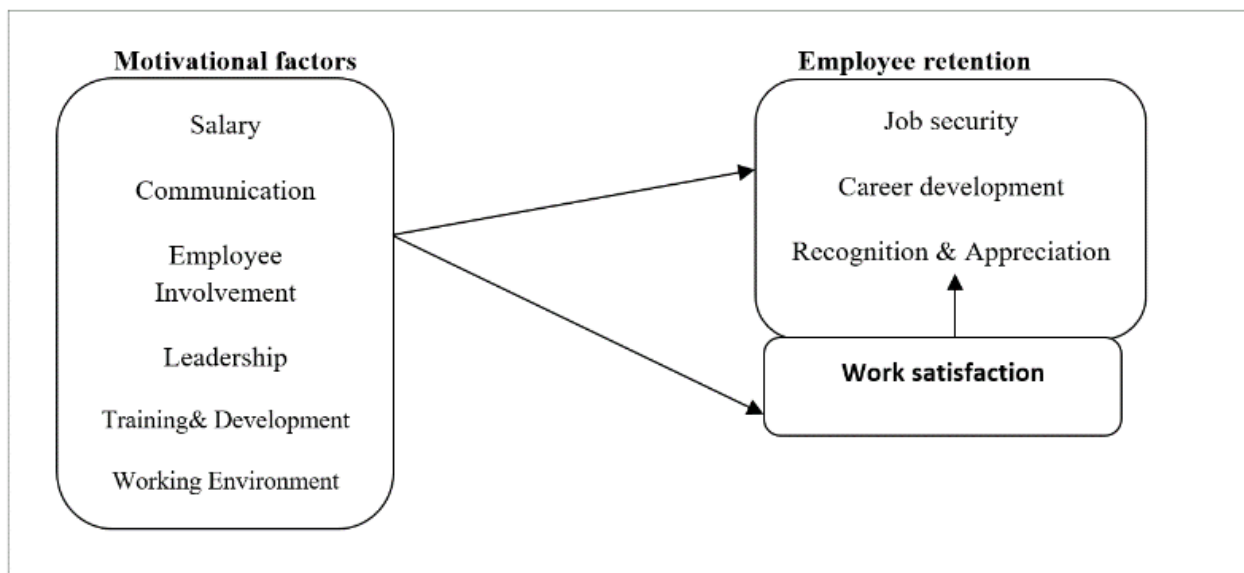 Motivational factors
Salary
Communication
Employee
Involvement
Leadership
Training& Development
Working Environment
Employee retention
Job security
Career development
Recognition & Appreciation
Work satisfaction